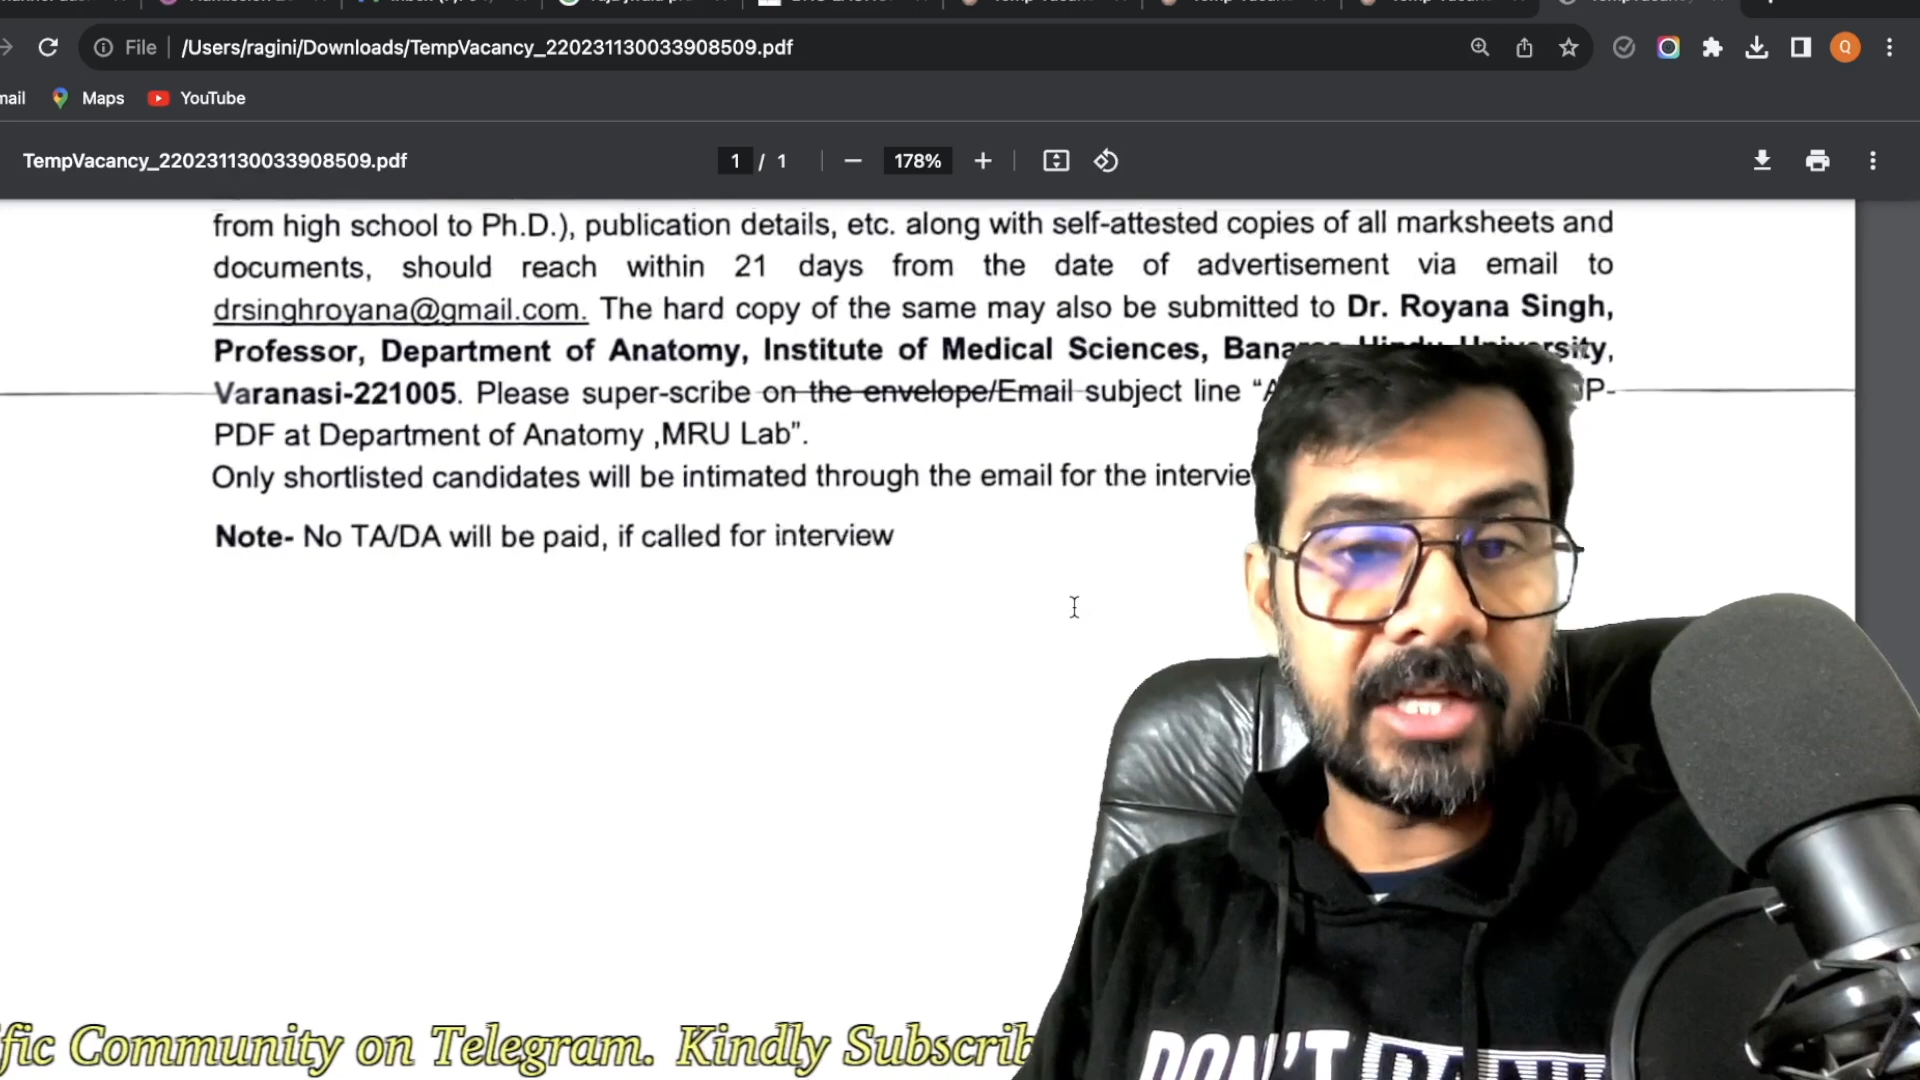 File /Users/ragini/Downloads/TempVacancy_220231130033908509.pdf
Q
Maps YouTube
TempVacancy_220231130033908509.pdf 1 / 1 178%
from high school to Ph.D.), publication details, etc. along with self-attested copies of all marksheets and
documents, should reach within 21 days from the date of advertisement via email to
drsinghroyana@gmail.com. The hard copy of the same may also be submitted to Dr. Royana Singh,
Professor, Department of Anatomy, Institute of Medical Sciences, Banaras Hindu University,
Varanasi-221005. Please super-scribe on the envelope/Email subject line
PDF at Department of Anatomy ,MRU Lab”.
Only shortlisted candidates will be intimated through the email for the
Note- No TA/DA will be paid, if called for interview
Community on Telegram. Kindly
DON'T